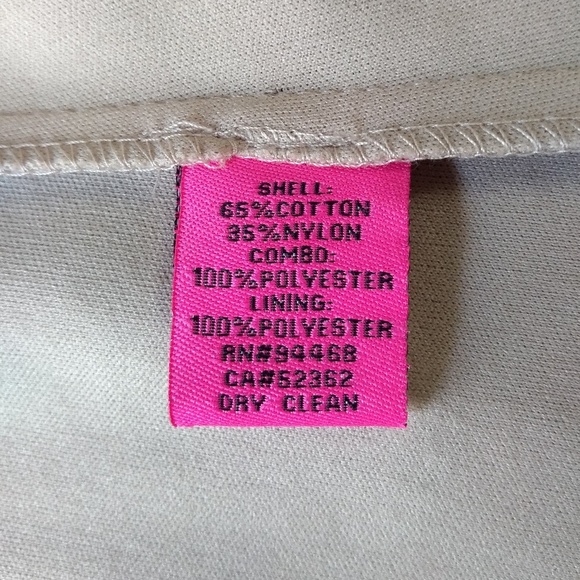 SHELL:
65%COTTON
35%NYLON
COMBO:
100%POLYESTER
LINING:
100%POLYESTER
RN#94468
CA#52362
DRY CLEAN